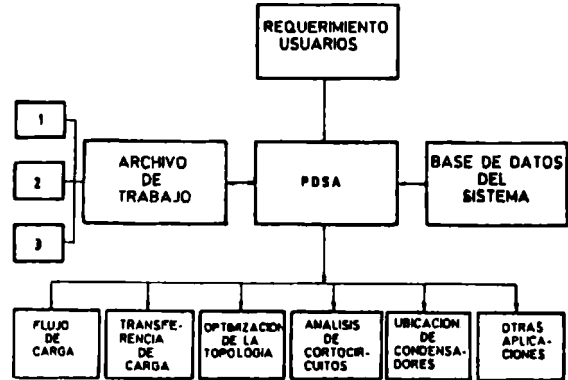 REQUERIMIENTO
USUARIOS
1
2
3
ARCHIVO
DE
TRABAJO
PDSA
BASE DE DATOS
DEL
SISTEMA
FLUJO
DE
CARGA
TRANSFE-
RENCIA
DE
CARGA
OPTIMIZACION
DE LA
TOPOLOGIA
ANALISIS
DE
CORTOCIR-
CUITOS
UBICACION
DE
CONDENSA-
DORES
OTRAS
APLICA-
CIONES